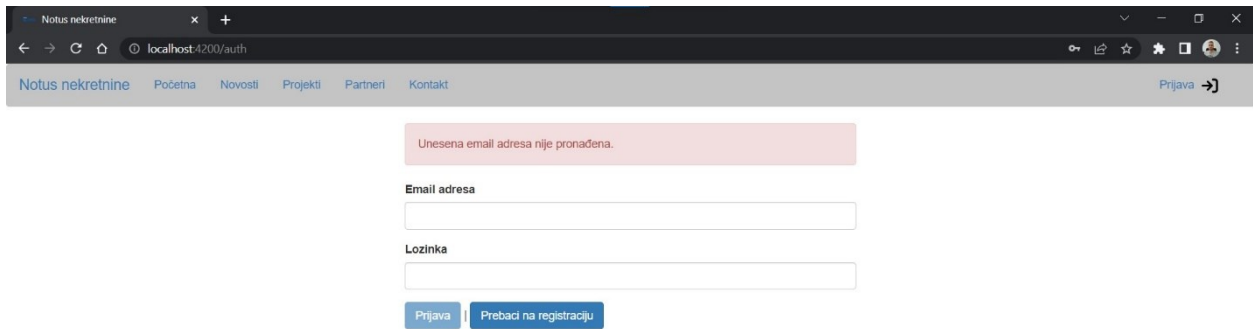 Notus nekretnine
localhost:4200/auth
Notus nekretnine Početna Novosti Projekti Partneri Kontakt Prijava
Unesena email adresa nije pronađena.
Email adresa
Lozinka
Prijava | Prebaci na registraciju